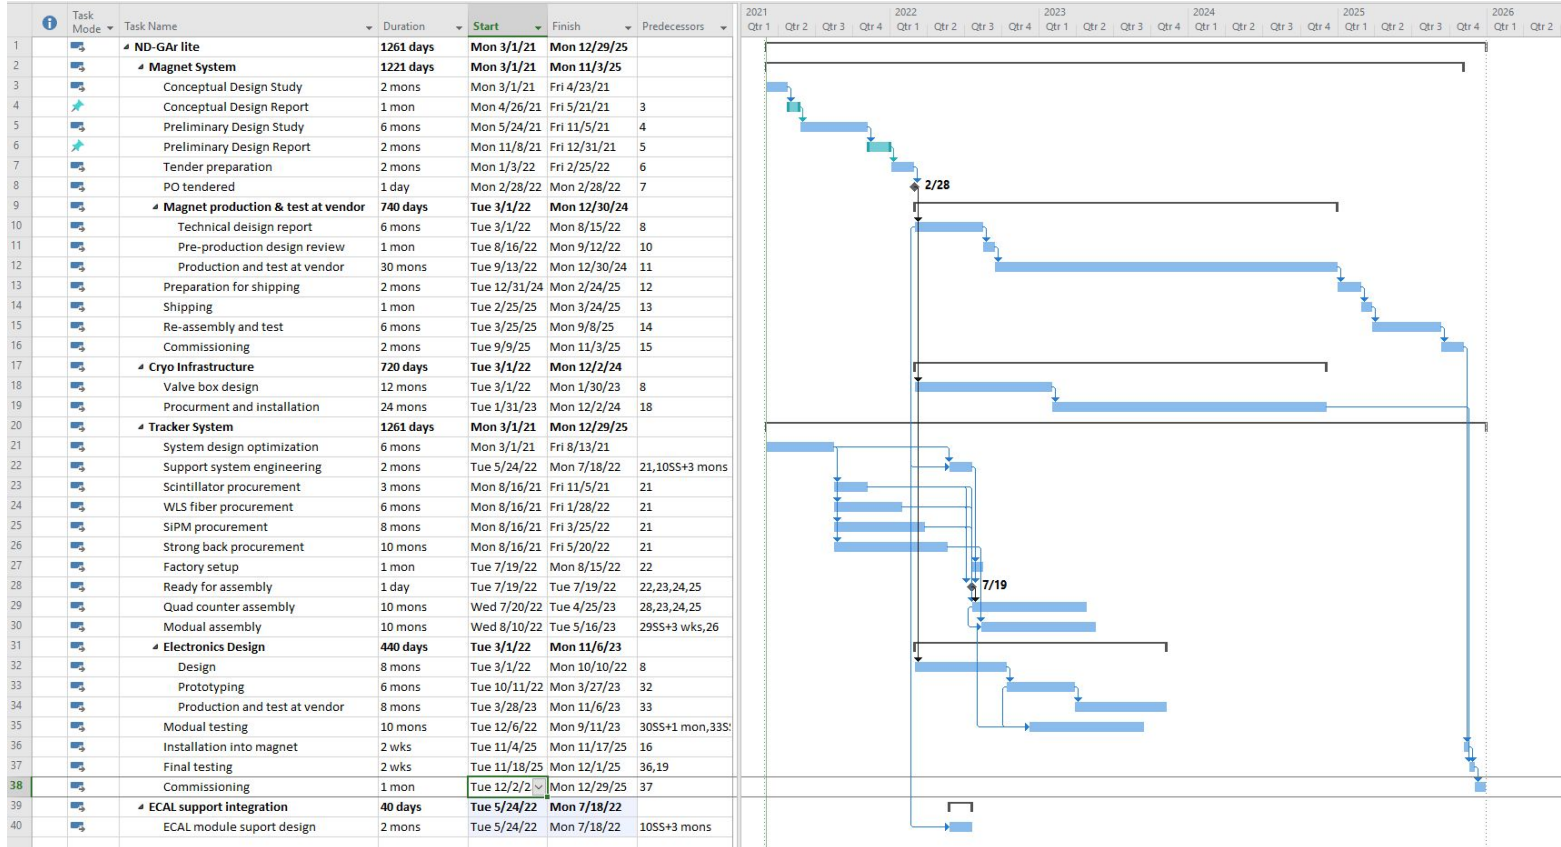 Task Mode Task Name Duration Start Finish Predecessors
2021 2022 2023 2024 2025 2026
Qtr 1 Qtr 2 Qtr 3 Qtr 4 Qtr 1 Qtr 2 Qtr 3 Qtr 4 Qtr 1 Qtr 2 Qtr 3 Qtr 4 Qtr 1 Qtr 2 Qtr 3 Qtr 4 Qtr 1 Qtr 2 Qtr 3 Qtr 4 Qtr 1 Qtr 2
1 ND-GAr lite 1261 days Mon 3/1/21 Mon 12/29/25
2 Magnet System 1221 days Mon 3/1/21 Mon 11/3/25
3 Conceptual Design Study 2 mons Mon 3/1/21 Fri 4/23/21
4 Conceptual Design Report 1 mon Mon 4/26/21 Fri 5/21/21 3
5 Preliminary Design Study 6 mons Mon 5/24/21 Fri 11/5/21 4
6 Preliminary Design Report 2 mons Mon 11/8/21 Fri 12/31/21 5
7 Tender preparation 2 mons Mon 1/3/22 Fri 2/25/22 6
8 PO tendered 1 day Mon 2/28/22 Mon 2/28/22 7 2/28
9 Magnet production & test at vendor 740 days Tue 3/1/22 Mon 12/30/24
10 Technical deisign report 6 mons Tue 3/1/22 Mon 8/15/22 8
11 Pre-production design review 1 mon Tue 8/16/22 Mon 9/12/22 10
12 Production and test at vendor 30 mons Tue 9/13/22 Mon 12/30/24 11
13 Preparation for shipping 2 mons Tue 12/31/24 Mon 2/24/25 12
14 Shipping 1 mon Tue 2/25/25 Mon 3/24/25 13
15 Re-assembly and test 6 mons Tue 3/25/25 Mon 9/8/25 14
16 Commissioning 2 mons Tue 9/9/25 Mon 11/3/25 15
17 Cryo Infrastructure 720 days Tue 3/1/22 Mon 12/2/24
18 Valve box design 12 mons Tue 3/1/22 Mon 1/30/23 8
19 Procurment and installation 24 mons Tue 1/31/23 Mon 12/2/24 18
20 Tracker System 1261 days Mon 3/1/21 Mon 12/29/25
21 System design optimization 6 mons Mon 3/1/21 Fri 8/13/21
22 Support system engineering 2 mons Tue 5/24/22 Mon 7/18/22 21,10SS+3 mons
23 Scintillator procurement 3 mons Mon 8/16/21 Fri 11/5/21 21
24 WLS fiber procurement 6 mons Mon 8/16/21 Fri 1/28/22 21
25 SiPM procurement 8 mons Mon 8/16/21 Fri 3/25/22 21
26 Strong back procurement 10 mons Mon 8/16/21 Fri 5/20/22 21
27 Factory setup 1 mon Tue 7/19/22 Mon 8/15/22 22
28 Ready for assembly 1 day Tue 7/19/22 Tue 7/19/22 22,23,24,25 7/19
29 Quad counter assembly 10 mons Wed 7/20/22 Tue 4/25/23 28,23,24,25
30 Modual assembly 10 mons Wed 8/10/22 Tue 5/16/23 29SS+3 wks,26
31 Electronics Design 440 days Tue 3/1/22 Mon 11/6/23
32 Design 8 mons Tue 3/1/22 Mon 10/10/22 8
33 Prototyping 6 mons Tue 10/11/22 Mon 3/27/23 32
34 Production and test at vendor 8 mons Tue 3/28/23 Mon 11/6/23 33
35 Modual testing 10 mons Tue 12/6/22 Mon 9/11/23 30SS+1 mon,33S
36 Installation into magnet 2 wks Tue 11/4/25 Mon 11/17/25 16
37 Final testing 2 wks Tue 11/18/25 Mon 12/1/25 36,19
38 Commissioning 1 mon Tue 12/2/2 Mon 12/29/25 37
39 ECAL support integration 40 days Tue 5/24/22 Mon 7/18/22
40 ECAL module suport design 2 mons Tue 5/24/22 Mon 7/18/22 10SS+3 mons